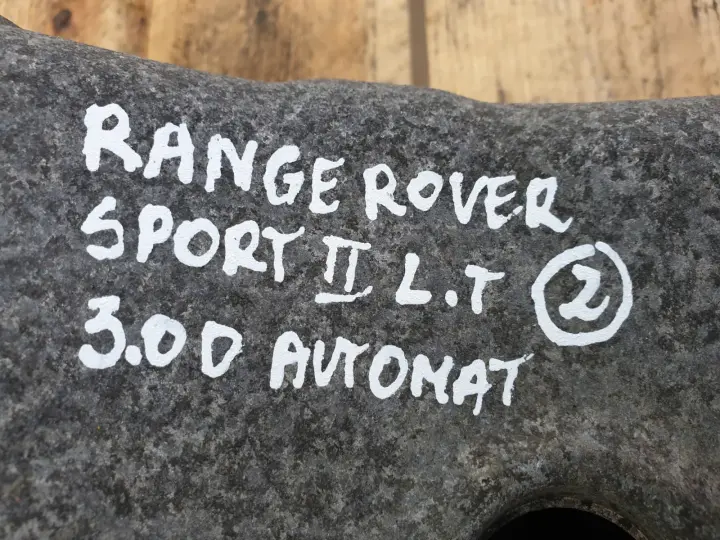 RANGE ROVER
SPORT II L.T ②
3.0D AUTOMAT